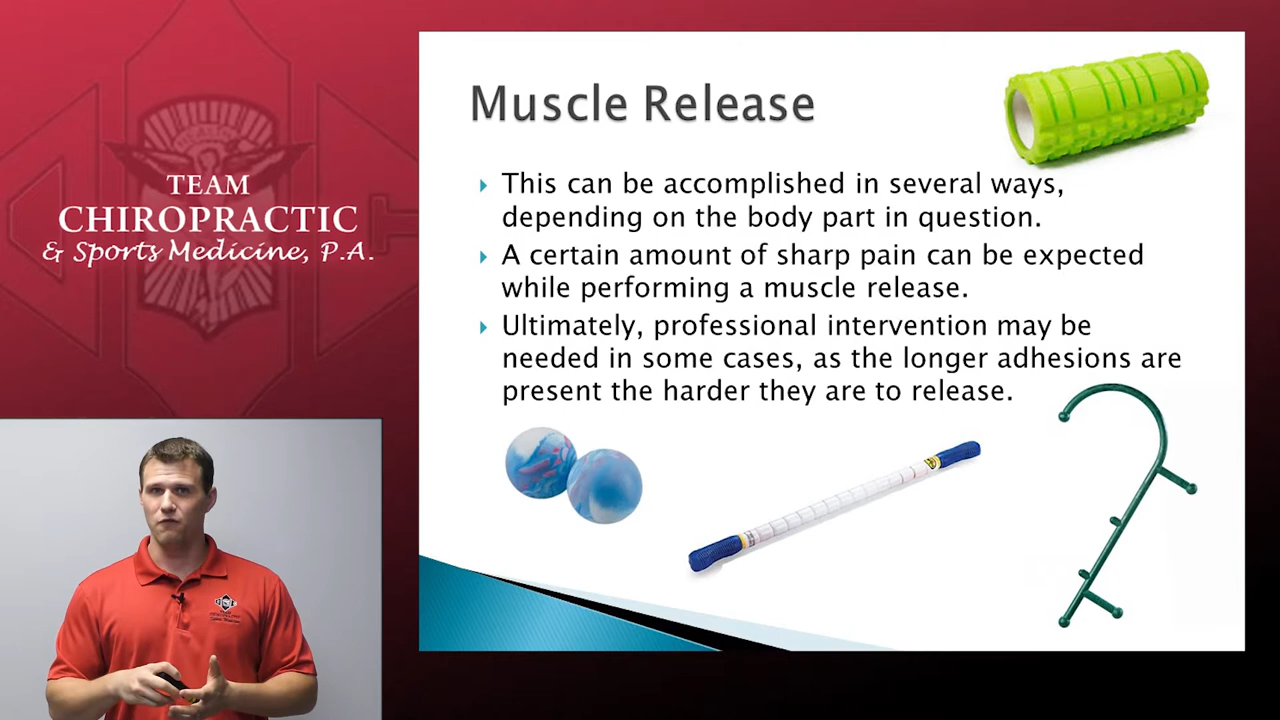 TEAM
CHIROPRACTIC
& Sports Medicine, P.A.
Muscle Release
This can be accomplished in several ways,
depending on the body part in question.
A certain amount of sharp pain can be expected
while performing a muscle release.
Ultimately, professional intervention may be
needed in some cases, as the longer adhesions are
present the harder they are to release.